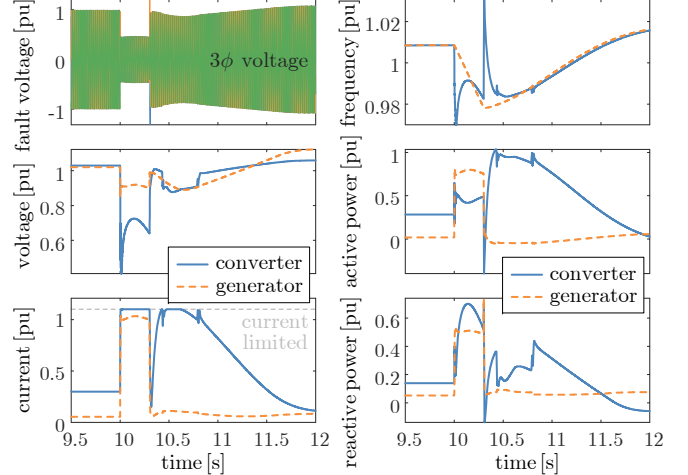 fault voltage [pu]
1
0
-1
3ϕ voltage
frequency [pu]
1.02
1
0.98
voltage [pu]
1
0.8
0.6
active power [pu]
1
0.5
0
converter
generator
converter
generator
current [pu]
1
0.5
0
current
limited
9.5 10 10.5 11 11.5 12
time [s]
reactive power [pu]
0.6
0.4
0.2
0
9.5 10 10.5 11 11.5 12
time [s]